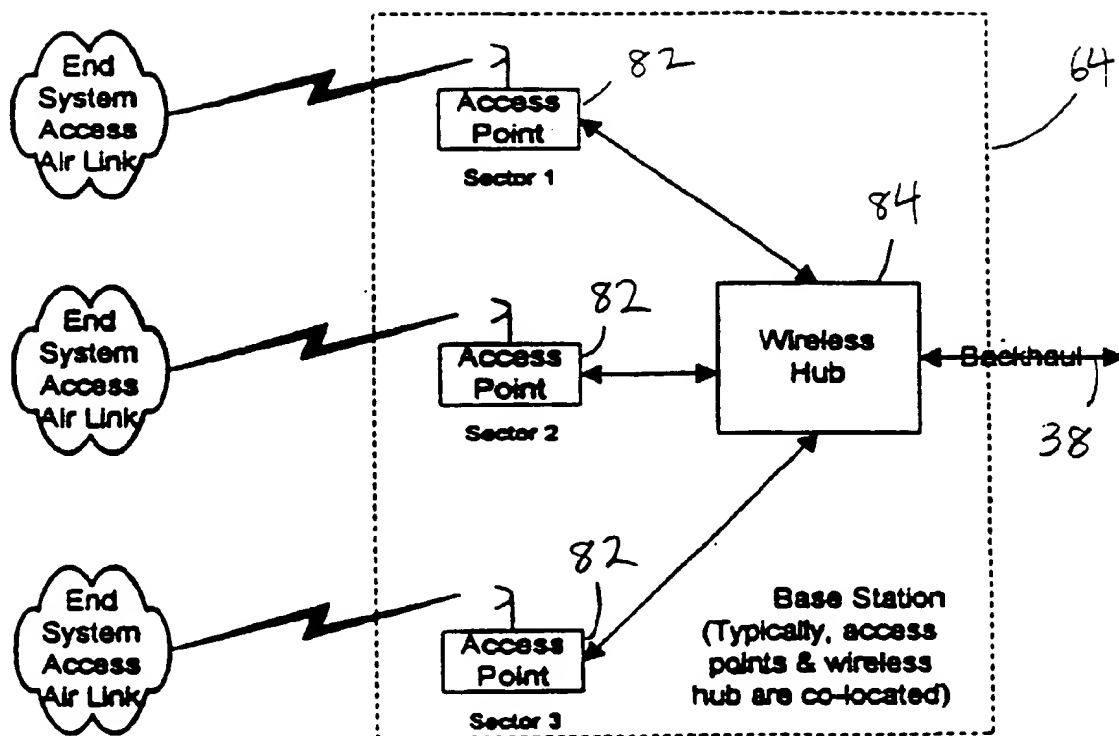 End
System
Access
Air Link
82
Access
Point
Sector 1
64
84
End
System
Access
Air Link
82
Access
Point
Sector 2
Wireless
Hub
Backhaul
38
End
System
Access
Air Link
82
Access
Point
Sector 3
Base Station
(Typically, access
points & wireless
hub are co-located)